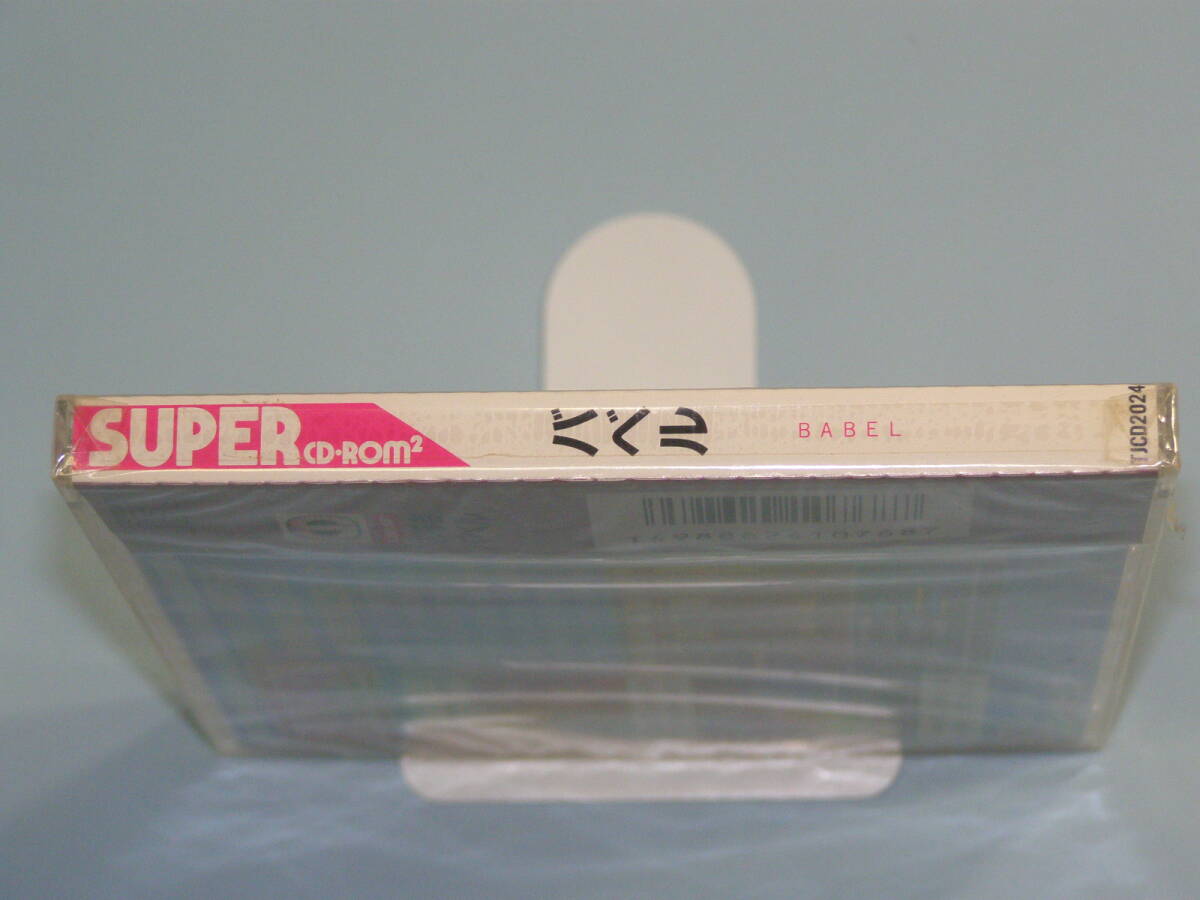 SUPER CD-ROM²
バベル
BABEL
TJCD2024